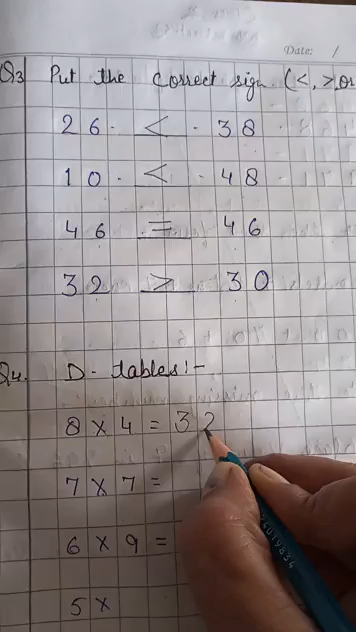 Date: /
Q3 Put the correct sign (<, >, or
26 < 38
10 < 48
46 = 46
32 > 30
Q4. D-tables:-
8 × 4 = 32
7 × 7 =
6 × 9 =
5 ×